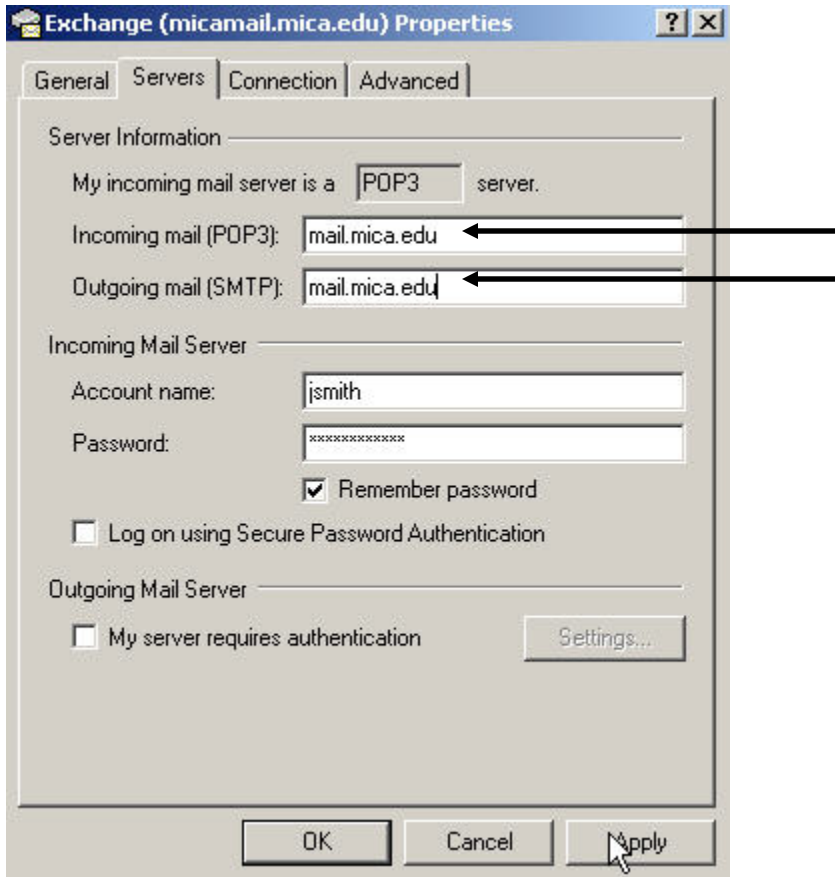 Exchange (micamail.mica.edu) Properties ? ×
General Servers Connection Advanced
Server Information
My incoming mail server is a POP3 server.
Incoming mail (POP3): mail.mica.edu
Outgoing mail (SMTP): mail.mica.edu
Incoming Mail Server
Account name: jsmith
Password: ************
Remember password
Log on using Secure Password Authentication
Outgoing Mail Server
My server requires authentication Settings...
OK Cancel Apply